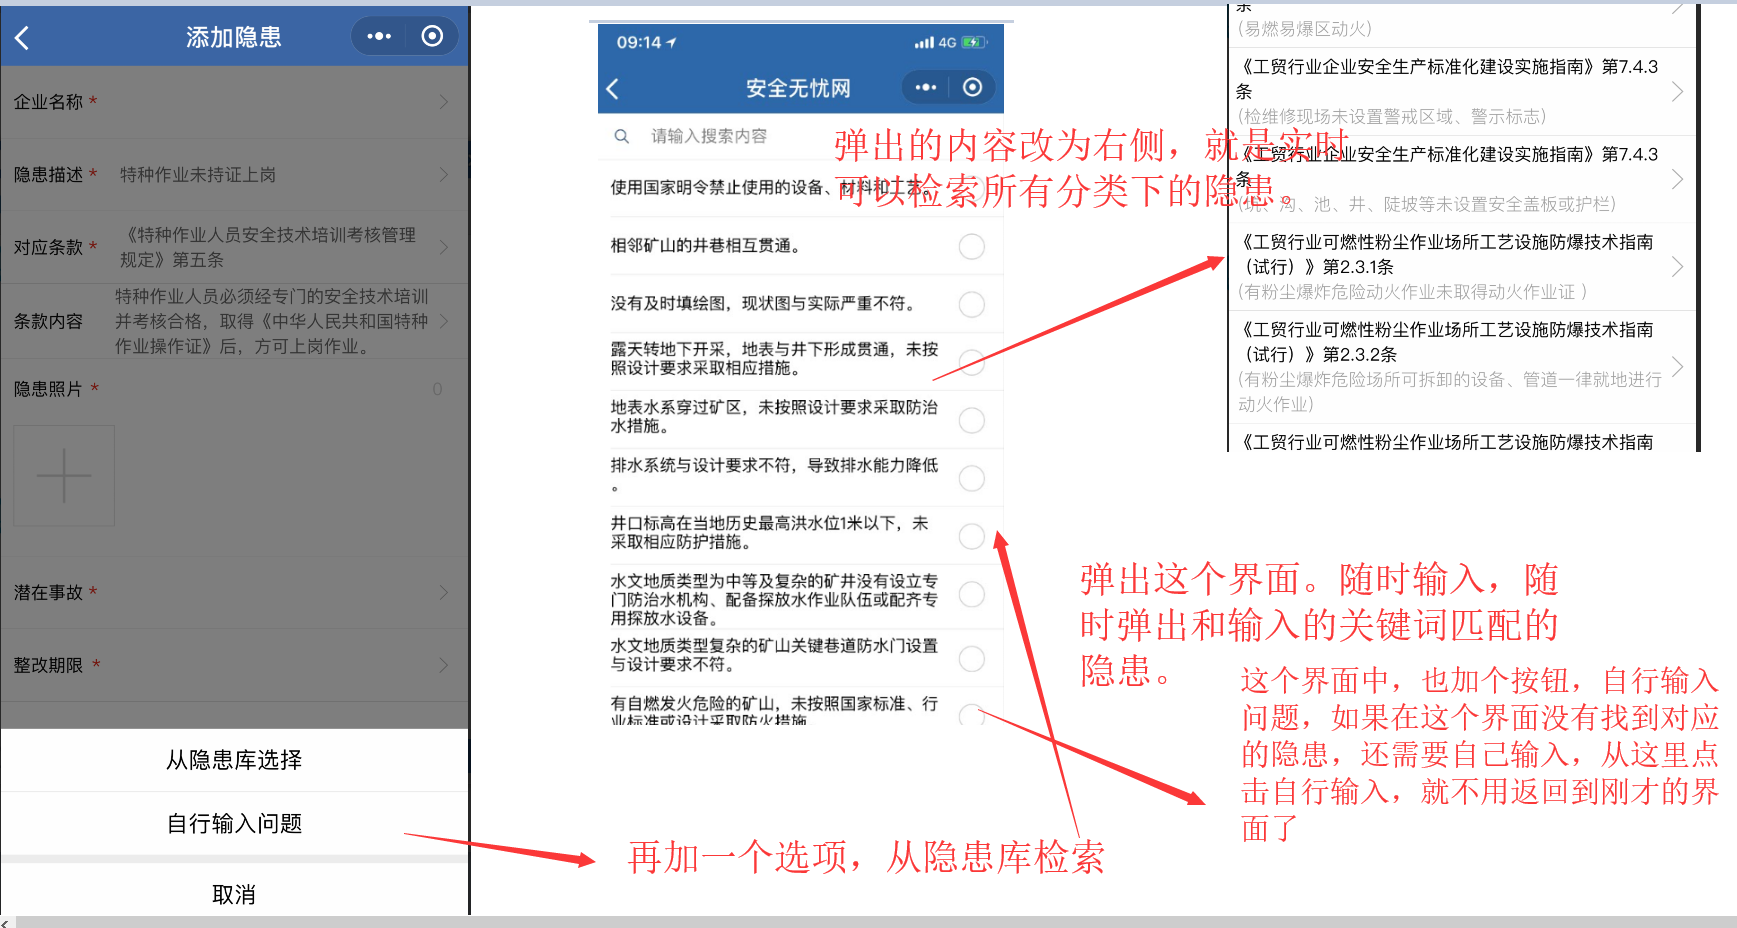 添加隐患
企业名称 *
隐患描述 * 特种作业未持证上岗
对应条款 * 《特种作业人员安全技术培训考核管理
规定》第五条
条款内容 特种作业人员必须经专门的安全技术培训
并考核合格，取得《中华人民共和国特种
作业操作证》后，方可上岗作业。
隐患照片 * 0
潜在事故 *
整改期限 *
从隐患库选择
自行输入问题
取消
09:14 4G
安全无忧网
请输入搜索内容
使用国家明令禁止使用的设备、材料和工艺。
相邻矿山的井巷相互贯通。
没有及时填绘图，现状图与实际严重不符。
露天转地下开采，地表与井下形成贯通，未按
照设计要求采取相应措施。
地表水系穿过矿区，未按照设计要求采取防治
水措施。
排水系统与设计要求不符，导致排水能力降低
。
井口标高在当地历史最高洪水位1米以下，未
采取相应防护措施。
水文地质类型为中等及复杂的矿井没有设立专
门防治水机构、配备探放水作业队伍或配齐专
用探放水设备。
水文地质类型复杂的矿山关键巷道防水门设置
与设计要求不符。
有自燃发火危险的矿山，未按照国家标准、行
业标准或设计采取防火措施
弹出的内容改为右侧，就是实时
可以检索所有分类下的隐患。
条
(易燃易爆区动火)
《工贸行业企业安全生产标准化建设实施指南》第7.4.3
条
(检维修现场未设置警戒区域、警示标志)
《工贸行业企业安全生产标准化建设实施指南》第7.4.3
条
(坑、沟、池、井、陡坡等未设置安全盖板或护栏)
《工贸行业可燃性粉尘作业场所工艺设施防爆技术指南
（试行）》第2.3.1条
(有粉尘爆炸危险动火作业未取得动火作业证 )
《工贸行业可燃性粉尘作业场所工艺设施防爆技术指南
（试行）》第2.3.2条
(有粉尘爆炸危险场所可拆卸的设备、管道一律就地进行
动火作业)
《工贸行业可燃性粉尘作业场所工艺设施防爆技术指南
弹出这个界面。随时输入，随
时弹出和输入的关键词匹配的
隐患。
这个界面中，也加个按钮，自行输入
问题，如果在这个界面没有找到对应
的隐患，还需要自己输入，从这里点
击自行输入，就不用返回到刚才的界
面了
再加一个选项，从隐患库检索